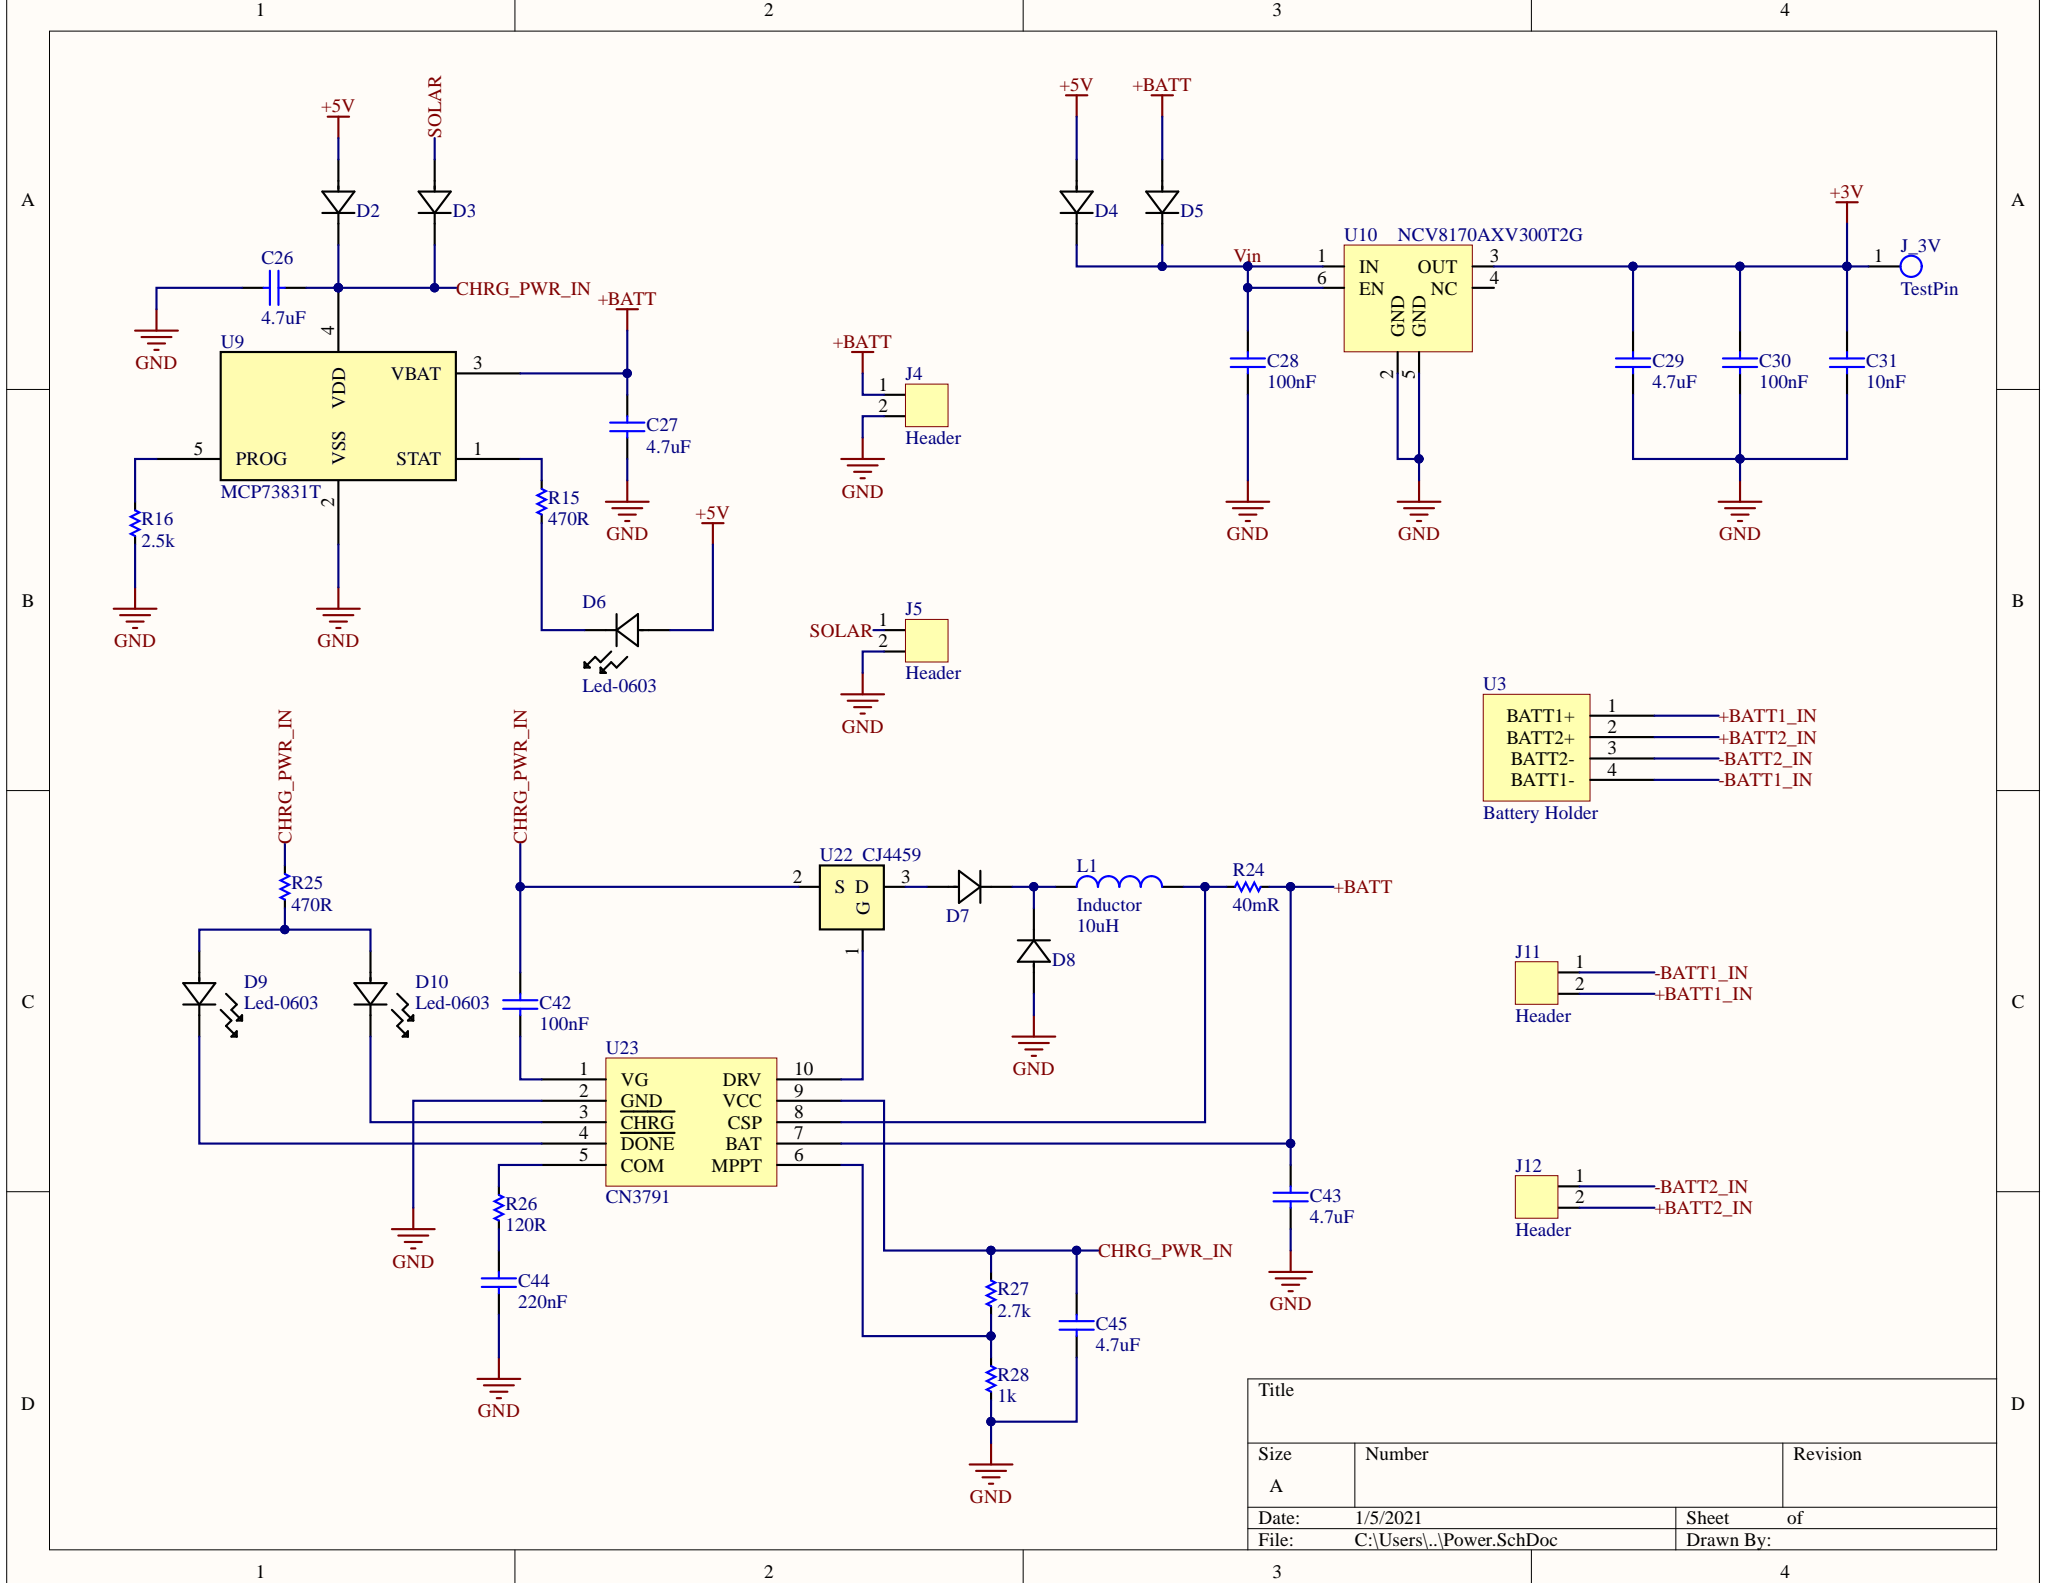 1
2
3
4
A
A
B
B
C
C
D
D
1
2
3
4
+5V
SOLAR
D2
D3
C26
4.7uF
GND
CHRG_PWR_IN
+BATT
U9
4
VDD
VSS
VBAT
3
PROG
5
STAT
1
MCP73831T
2
C27
4.7uF
GND
R16
2.5k
GND
GND
R15
470R
+5V
D6
Led-0603
+BATT
J4
1
2
Header
GND
J5
SOLAR
1
2
Header
GND
+5V
+BATT
D4
D5
Vin
U10 NCV8170AXV300T2G
1
6
IN
EN
OUT
NC
3
4
GND
GND
2
5
C28
100nF
GND
GND
C29
4.7uF
C30
100nF
C31
10nF
GND
+3V
1
J_3V
TestPin
U3
BATT1+
BATT2+
BATT2-
BATT1-
1
2
3
4
+BATT1_IN
+BATT2_IN
-BATT2_IN
-BATT1_IN
Battery Holder
CHRG_PWR_IN
R25
470R
D9
Led-0603
D10
Led-0603
CHRG_PWR_IN
C42
100nF
U22 CJ4459
2
S D
G
3
1
D7
D8
GND
L1
Inductor
10uH
R24
40mR
+BATT
U23
1 VG DRV 10
2 GND VCC 9
3 CHRG CSP 8
4 DONE BAT 7
5 COM MPPT 6
CN3791
GND
R26
120R
C44
220nF
GND
CHRG_PWR_IN
R27
2.7k
R28
1k
C45
4.7uF
GND
C43
4.7uF
GND
J11
1
2
-BATT1_IN
+BATT1_IN
Header
J12
1
2
-BATT2_IN
+BATT2_IN
Header
Title
Size
A
Number
Revision
Date: 1/5/2021
Sheet of
File: C:\Users\..\Power.SchDoc
Drawn By: